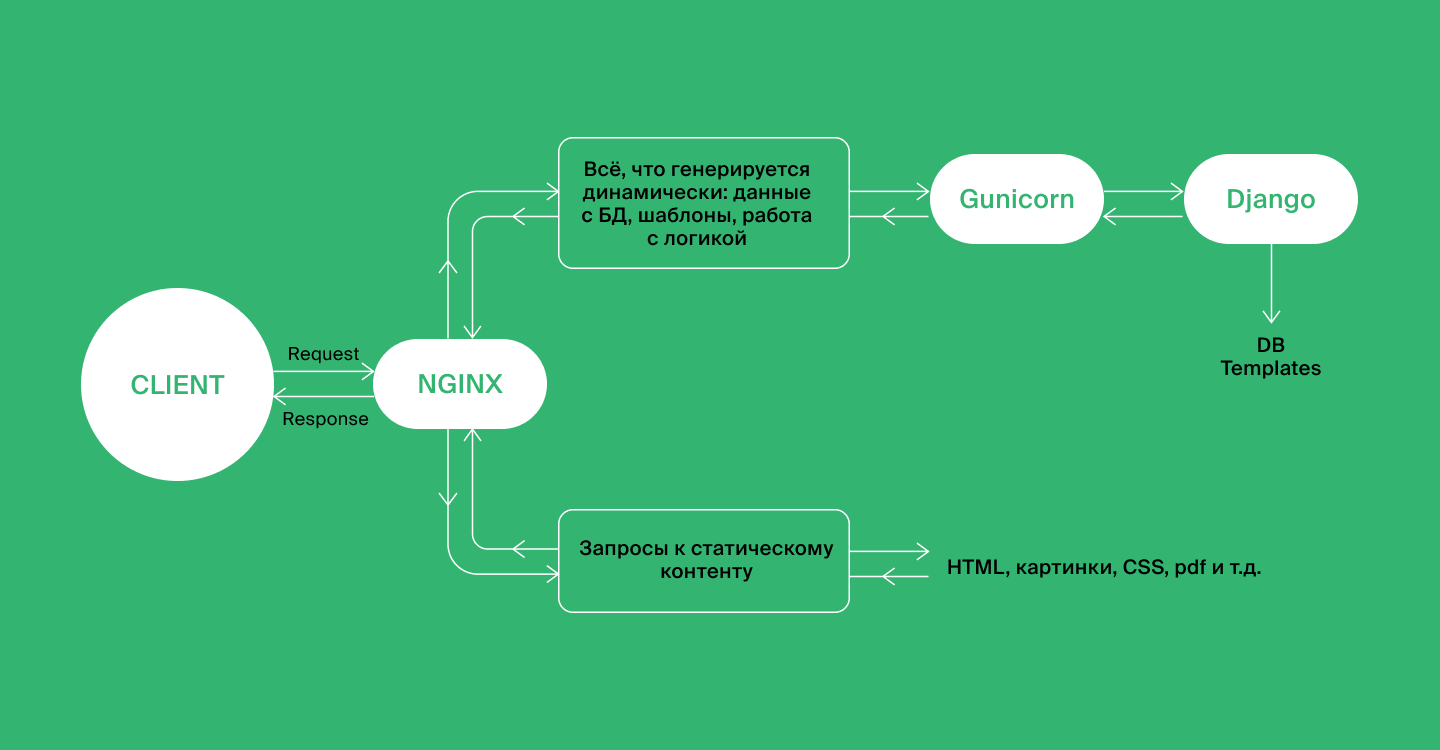 Всё, что генерируется
динамически: данные
с БД, шаблоны, работа
с логикой
Gunicorn
Django
DB
Templates
Request
CLIENT
NGINX
Response
Запросы к статическому
контенту
HTML, картинки, CSS, pdf и т.д.